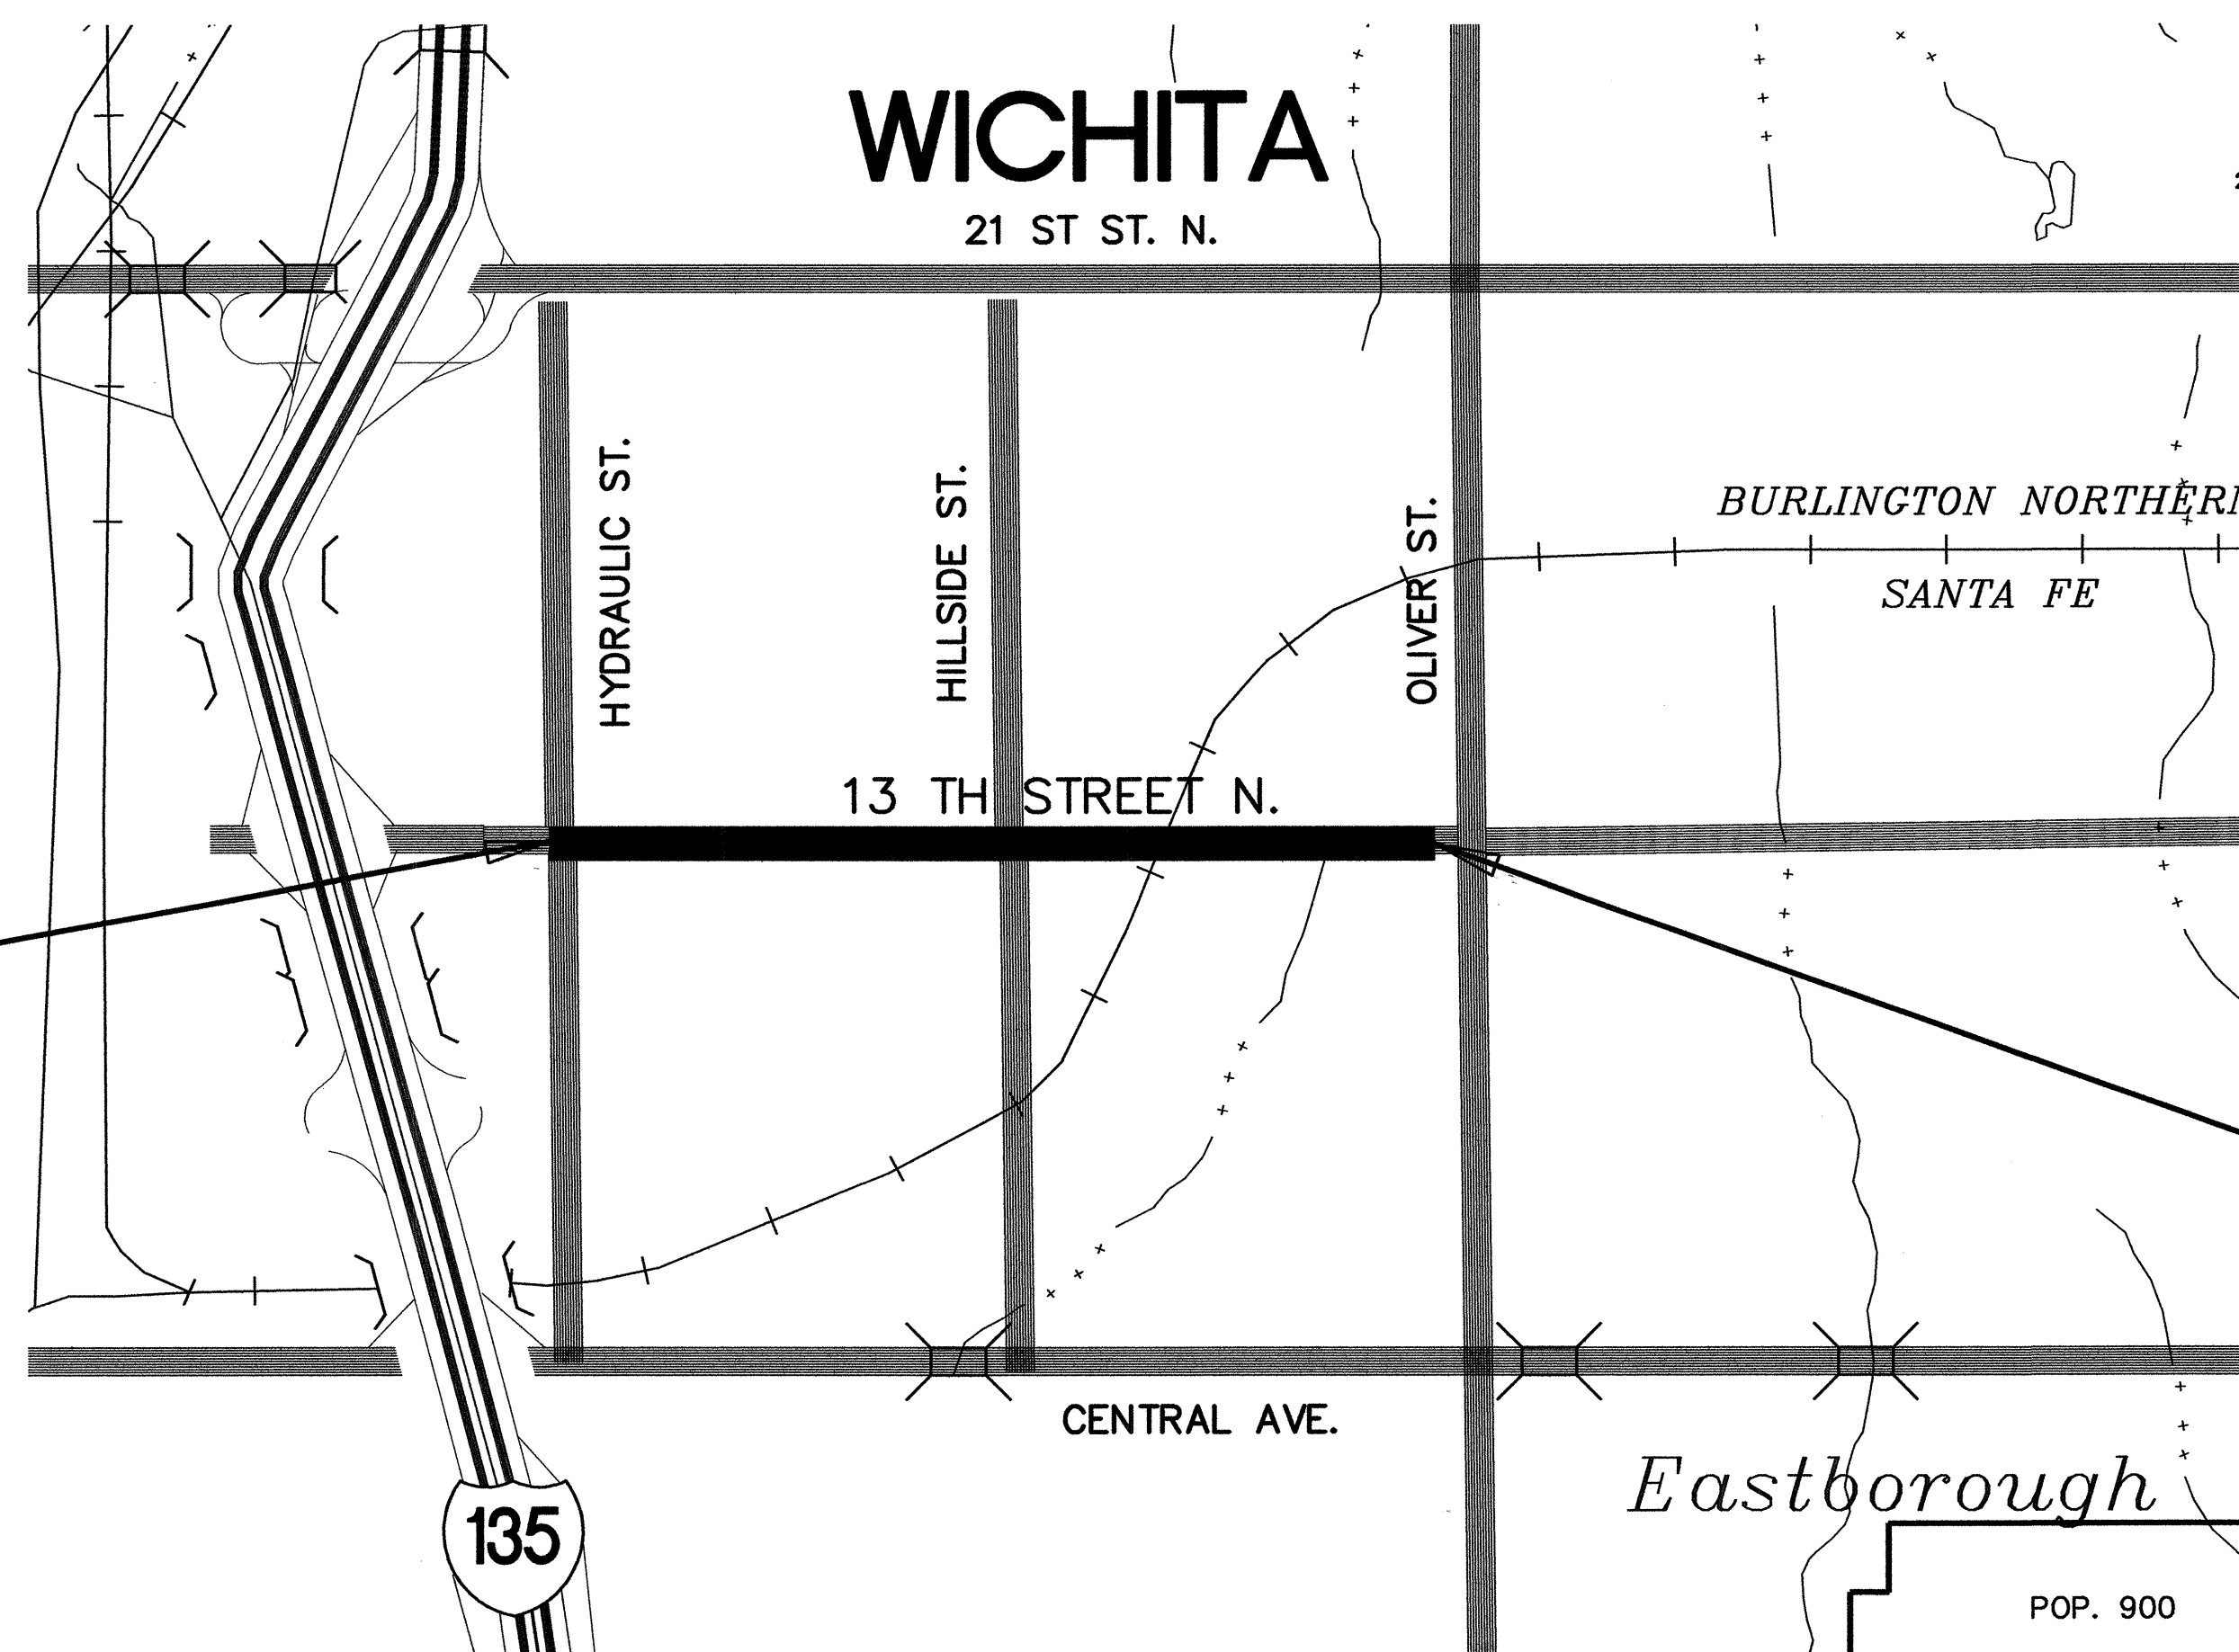 WICHITA
21 ST ST. N.
HYDRAULIC ST.
HILLSIDE ST.
OLIVER ST.
BURLINGTON NORTHERN
SANTA FE
13 TH STREET N.
CENTRAL AVE.
Eastborough
135
POP. 900